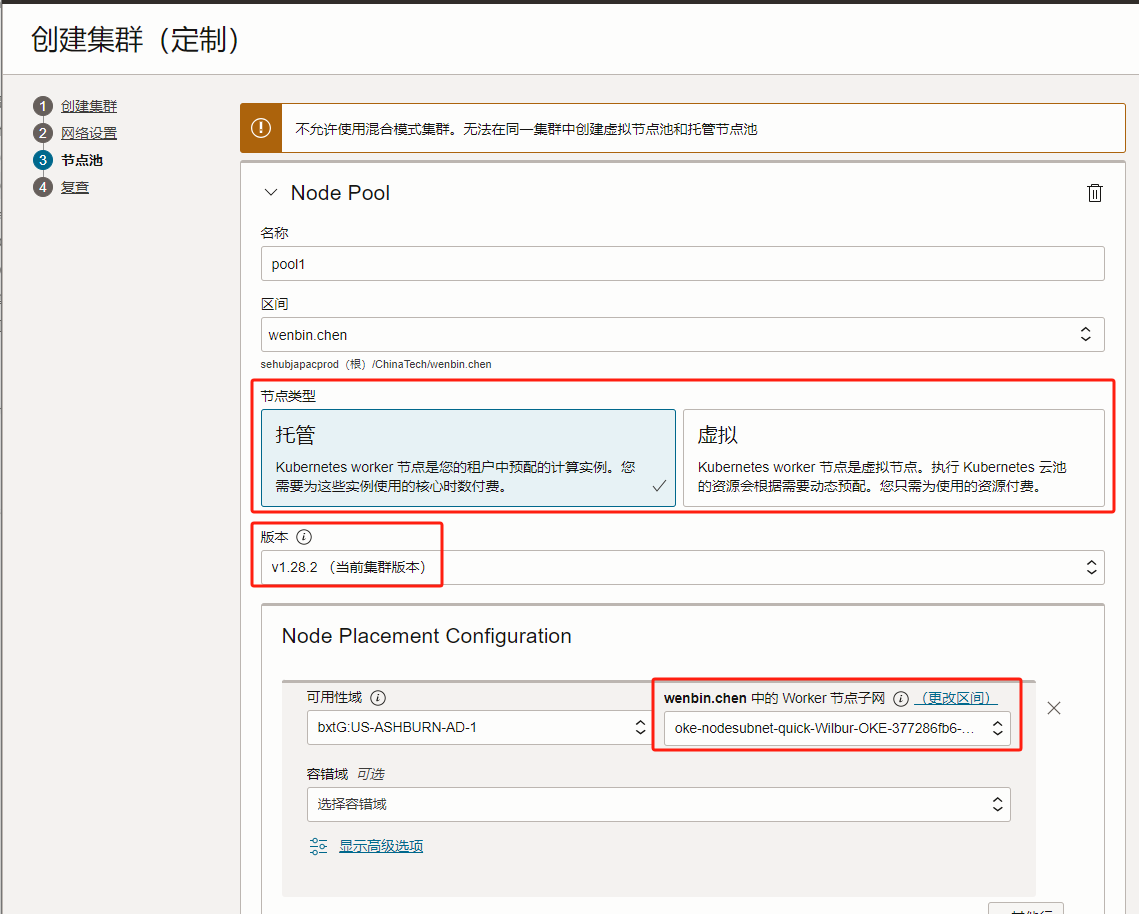 创建集群（定制）
1 创建集群
2 网络设置
3 节点池
4 复查
不允许使用混合模式集群。无法在同一集群中创建虚拟节点池和托管节点池
Node Pool
名称
pool1
区间
wenbin.chen
sehubjapacprod（根）/ChinaTech/wenbin.chen
节点类型
托管
Kubernetes worker 节点是您的租户中预配的计算实例。您
需要为这些实例使用的核心时数付费。
虚拟
Kubernetes worker 节点是虚拟节点。执行 Kubernetes 云池
的资源会根据需要动态预配。您只需为使用的资源付费。
版本
v1.28.2 （当前集群版本）
Node Placement Configuration
可用性域
bxtG:US-ASHBURN-AD-1
wenbin.chen 中的 Worker 节点子网 （更改区间）
oke-nodesubnet-quick-Wilbur-OKE-377286fb6-...
容错域 可选
选择容错域
显示高级选项